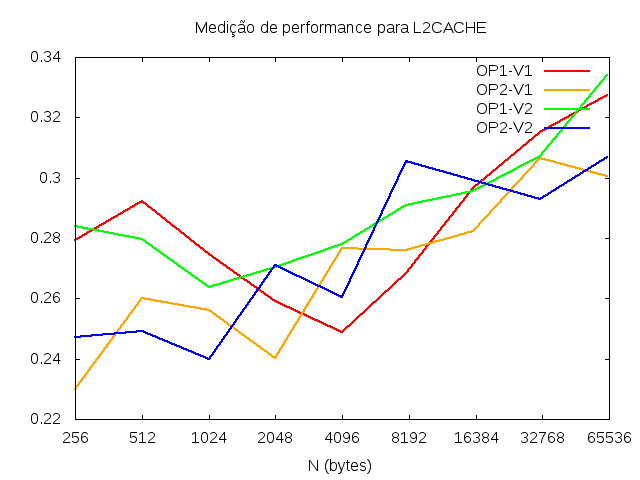 Medição de performance para L2CACHE
0.34
0.32
0.3
0.28
0.26
0.24
0.22
OP1-V1
OP2-V1
OP1-V2
OP2-V2
256 512 1024 2048 4096 8192 16384 32768 65536
N (bytes)